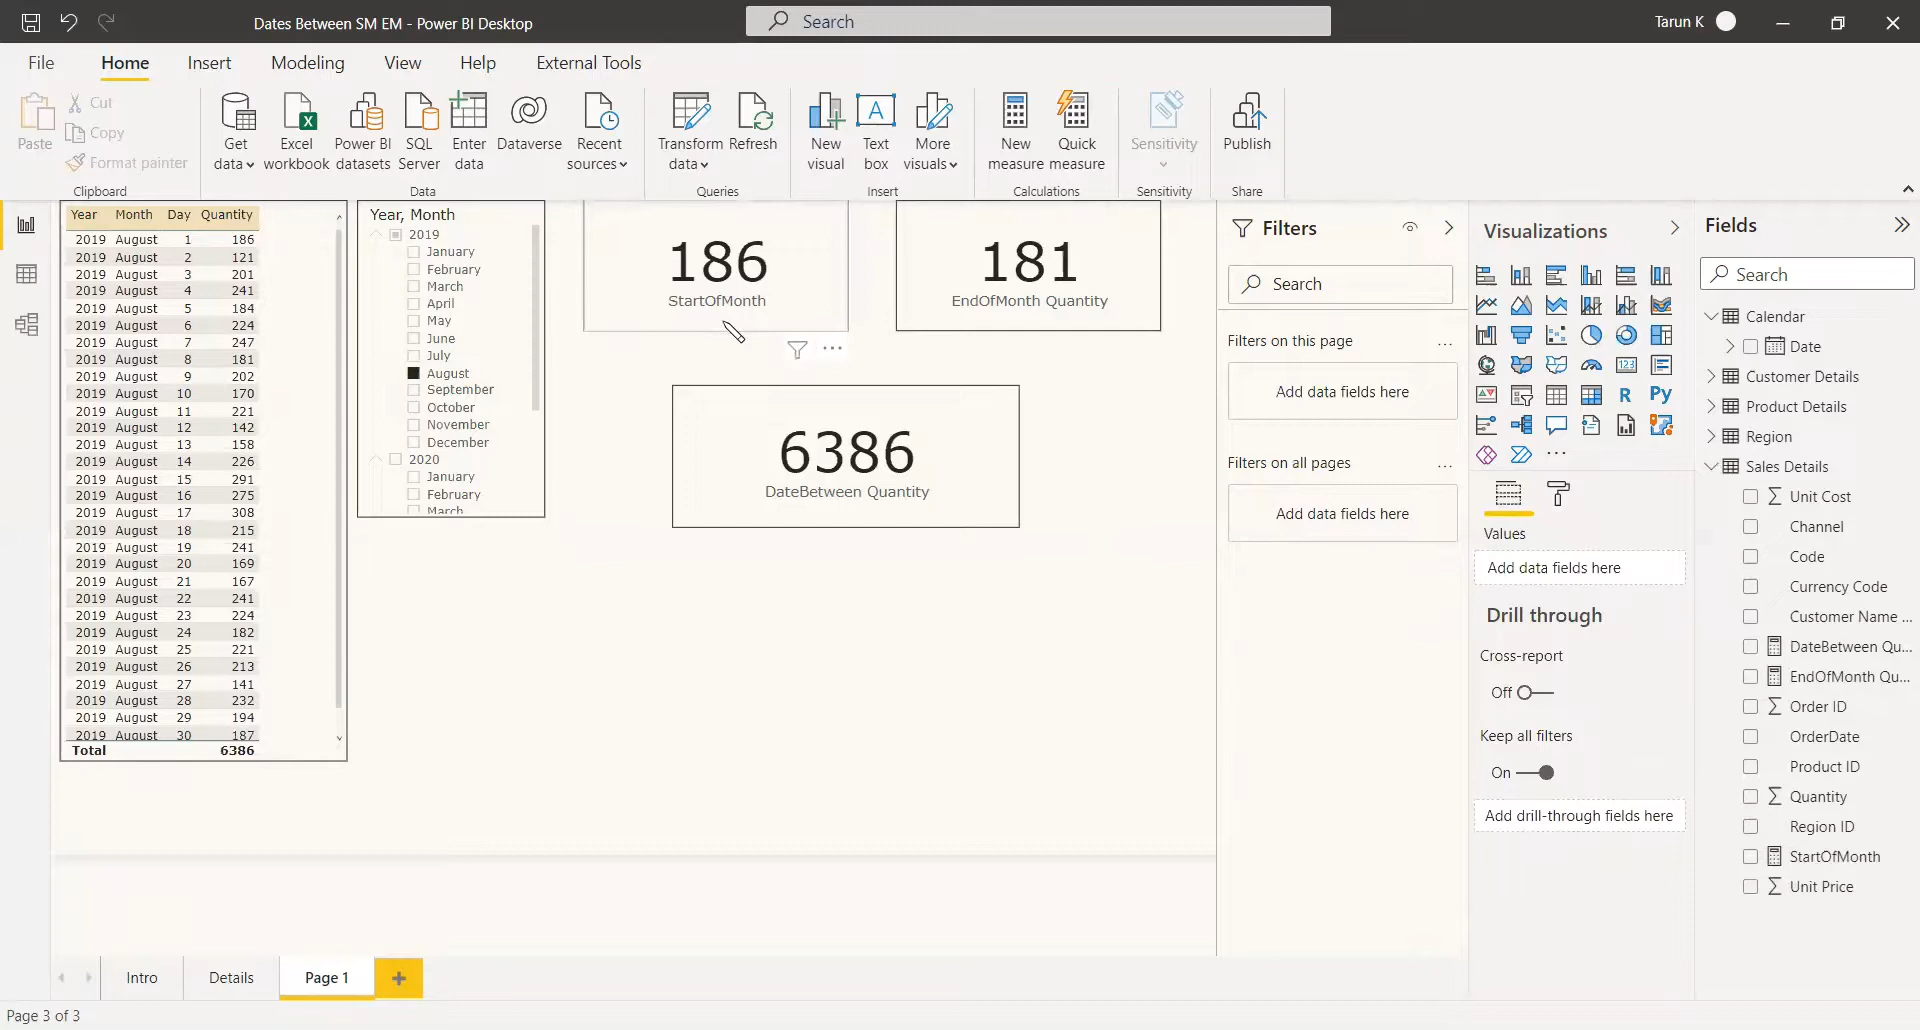 Dates Between SM EM - Power BI Desktop
Search
Tarun K
File Home Insert Modeling View Help External Tools
Paste
Cut
Copy
Format painter
Clipboard
Get data
Excel workbook
Power BI datasets
SQL Server
Enter data
Dataverse
Recent sources
Data
Transform data
Refresh
Queries
New visual
Text box
More visuals
Insert
New measure
Quick measure
Calculations
Sensitivity
Sensitivity
Publish
Share
Year Month Day Quantity
2019 August 1 186
2019 August 2 121
2019 August 3 201
2019 August 4 241
2019 August 5 184
2019 August 6 224
2019 August 7 247
2019 August 8 181
2019 August 9 202
2019 August 10 170
2019 August 11 221
2019 August 12 142
2019 August 13 158
2019 August 14 226
2019 August 15 291
2019 August 16 275
2019 August 17 308
2019 August 18 215
2019 August 19 241
2019 August 20 169
2019 August 21 167
2019 August 22 241
2019 August 23 224
2019 August 24 182
2019 August 25 221
2019 August 26 213
2019 August 27 141
2019 August 28 232
2019 August 29 194
2019 August 30 187
Total 6386
Year, Month
2019
January
February
March
April
May
June
July
August
September
October
November
December
2020
January
February
March
186
StartOfMonth
181
EndOfMonth Quantity
6386
DateBetween Quantity
Filters
Search
Filters on this page ...
Add data fields here
Filters on all pages ...
Add data fields here
Visualizations
123
R
Py
...
Values
Add data fields here
Drill through
Cross-report
Off
Keep all filters
On
Add drill-through fields here
Fields
Search
Calendar
Date
Customer Details
Product Details
Region
Sales Details
Unit Cost
Channel
Code
Currency Code
Customer Name ...
DateBetween Qu...
EndOfMonth Qu...
Order ID
OrderDate
Product ID
Quantity
Region ID
StartOfMonth
Unit Price
Intro
Details
Page 1
Page 3 of 3